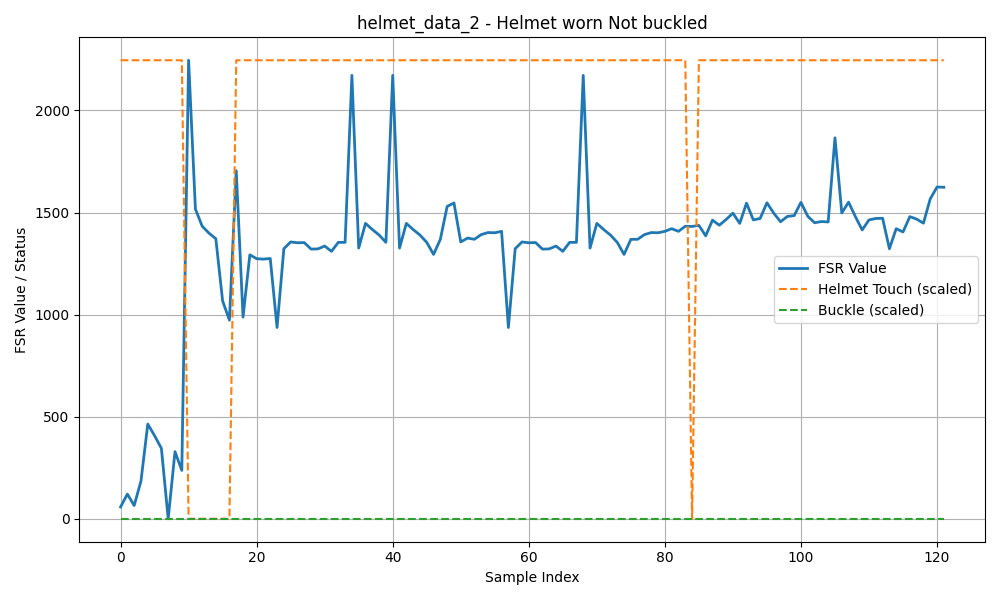 helmet_data_2 - Helmet worn Not buckled
FSR Value / Status
2000
1500
1000
500
0
FSR Value
Helmet Touch (scaled)
Buckle (scaled)
0 20 40 60 80 100 120
Sample Index